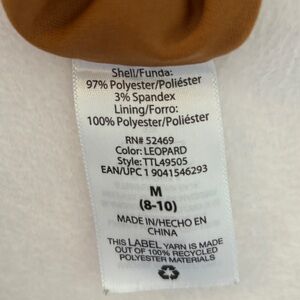 Shell/Funda:
97% Polyester/Poliéster
3% Spandex
Lining/Forro:
100% Polyester/Poliéster
RN# 52469
Color: LEOPARD
Style: TTL49505
EAN/UPC 1 9041546293
M
(8-10)
MADE IN/HECHO EN
CHINA
THIS LABEL YARN IS MADE
OUT OF 100% RECYCLED
POLYESTER MATERIALS